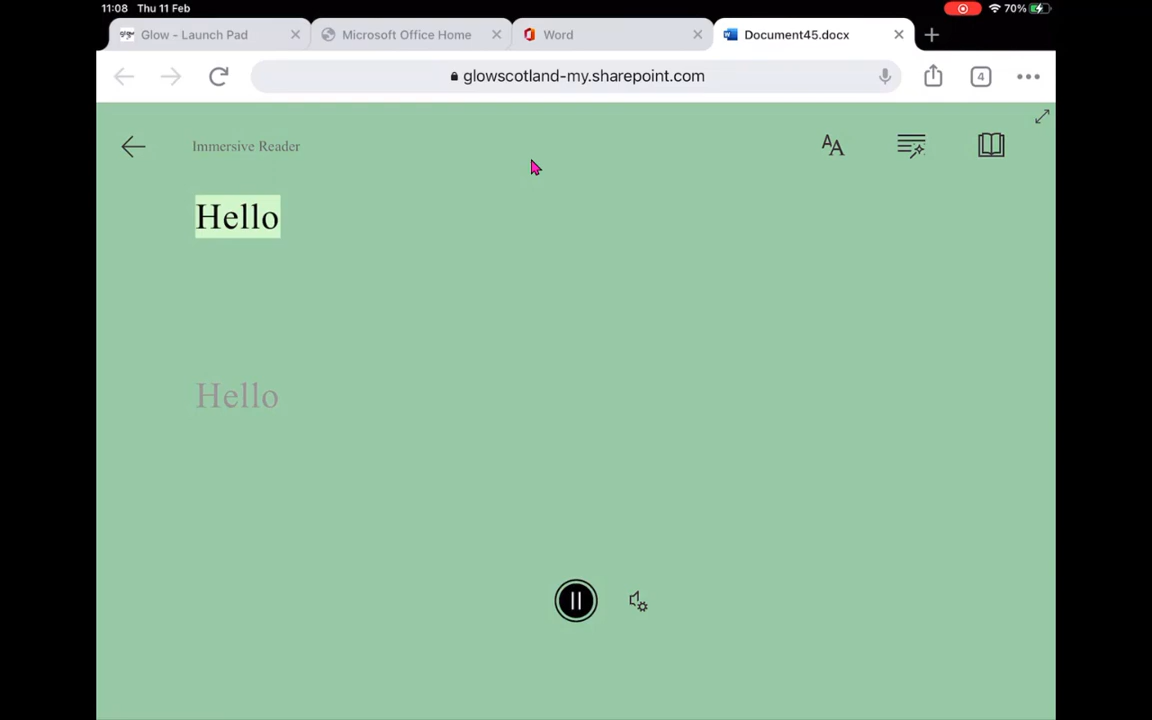 11:08 Thu 11 Feb
70%
Glow - Launch Pad
Microsoft Office Home
Word
Document45.docx
glowscotland-my.sharepoint.com
4
Immersive Reader
AA
Hello
Hello